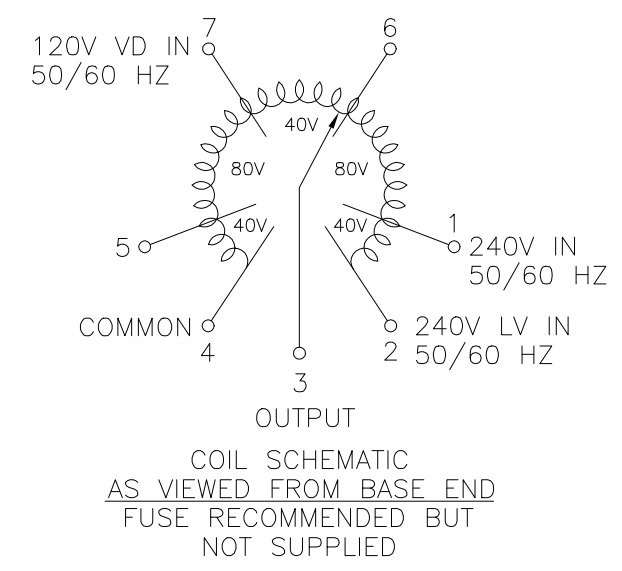 7
6
120V VD IN
50/60 HZ
40V
80V
80V
40V
40V
5
1
240V IN
50/60 HZ
COMMON
4
2
240V LV IN
50/60 HZ
3
OUTPUT
COIL SCHEMATIC
AS VIEWED FROM BASE END
FUSE RECOMMENDED BUT
NOT SUPPLIED